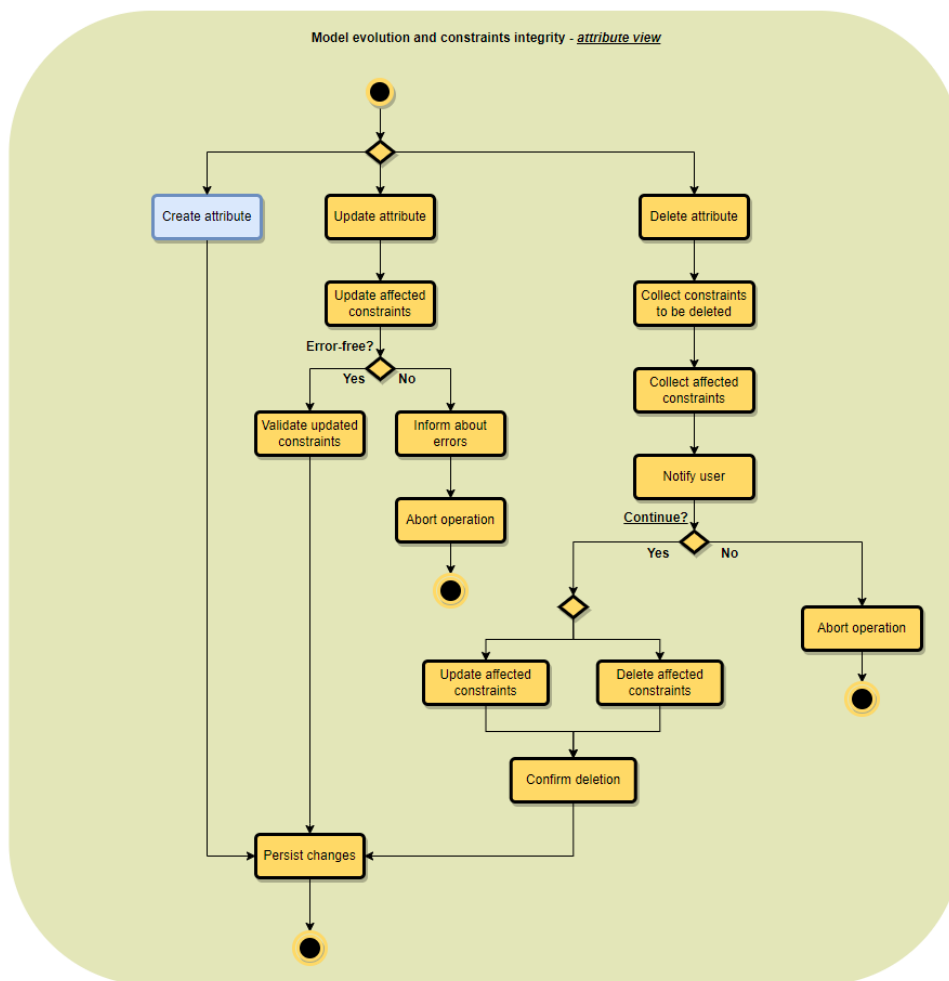 Model evolution and constraints integrity - attribute view
Create attribute
Update attribute
Delete attribute
Update affected
constraints
Collect constraints
to be deleted
Error-free?
Yes
No
Collect affected
constraints
Validate updated
constraints
Inform about
errors
Notify user
Abort operation
Continue?
Yes
No
Abort operation
Update affected
constraints
Delete affected
constraints
Confirm deletion
Persist changes